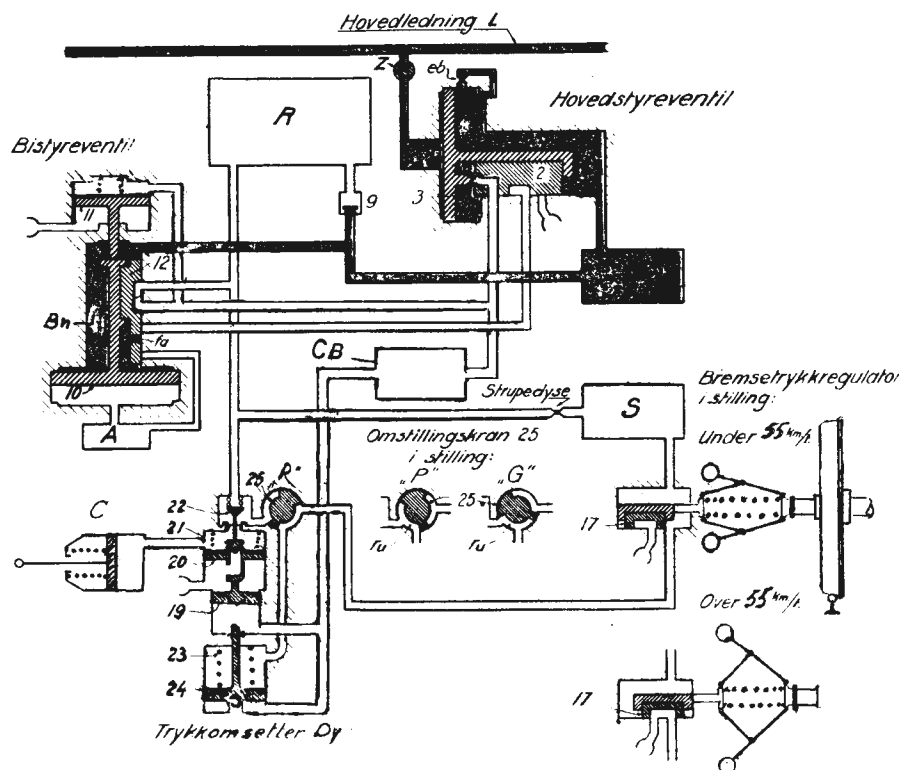 Hovedledning L
Z
eb
Hovedstyreventil
R
Bistyreventil
11
9
3
2
12
Bn
fa
10
A
CB
Strupedyse
S
Bremsetrykkregulator
i stilling:
Under 55 km/t.
Omstillingskran 25
i stilling:
25 „R"
„P" „G"
25
ru ru
22
21
20
19
C
17
Over 55 km/t.
23
24
17
Trykkomsetter Dy